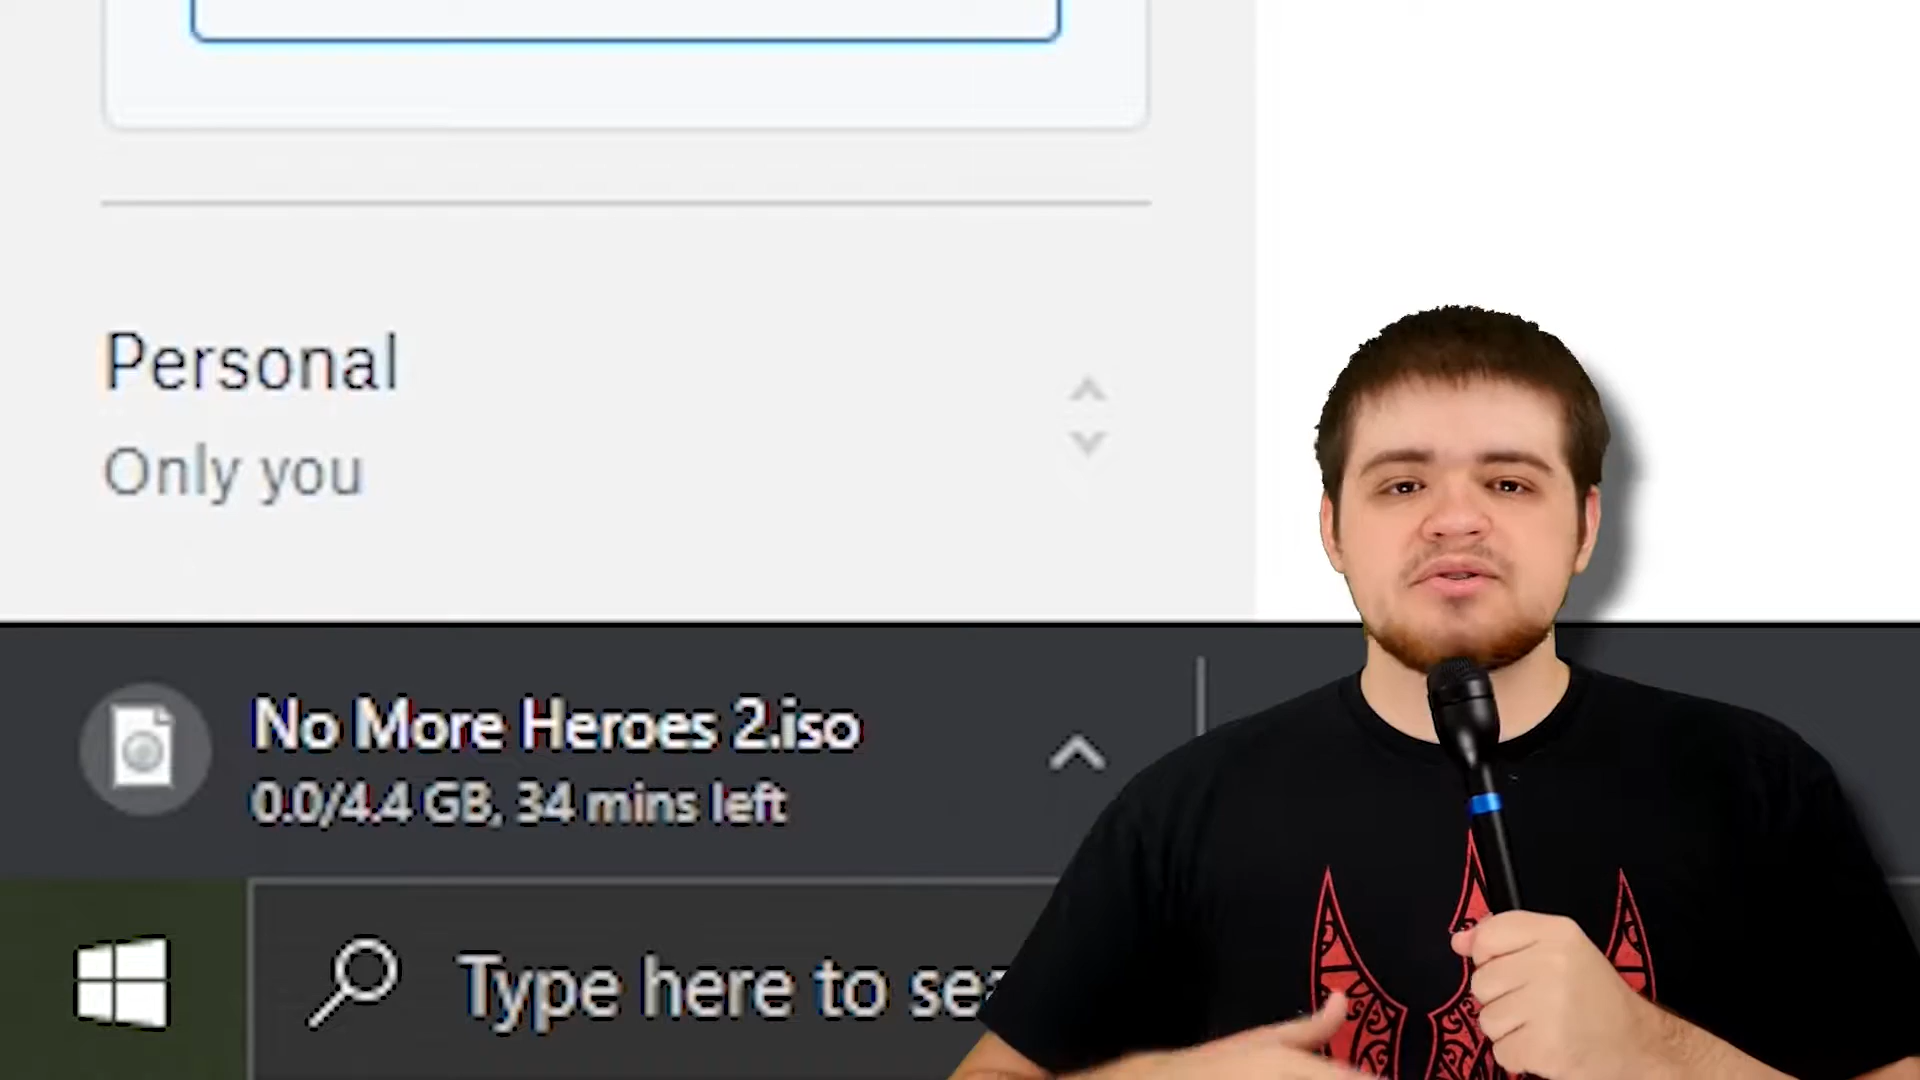 Personal
Only you
No More Heroes 2.iso
0.0/4.4 GB, 34 mins left
Type here to